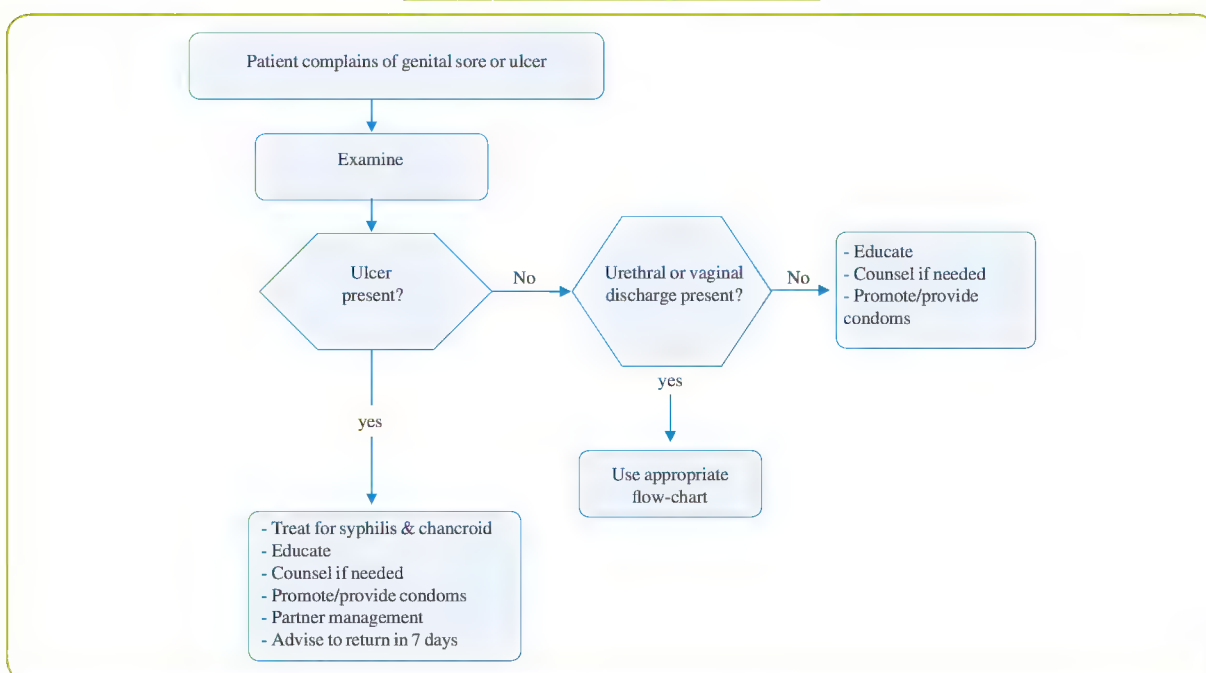 Patient complains of genital sore or ulcer
Examine
Ulcer
present?
No
Urethral or vaginal
discharge present?
No
- Educate
- Counsel if needed
- Promote/provide
condoms
yes
yes
Use appropriate
flow-chart
- Treat for syphilis & chancroid
- Educate
- Counsel if needed
- Promote/provide condoms
- Partner management
- Advise to return in 7 days